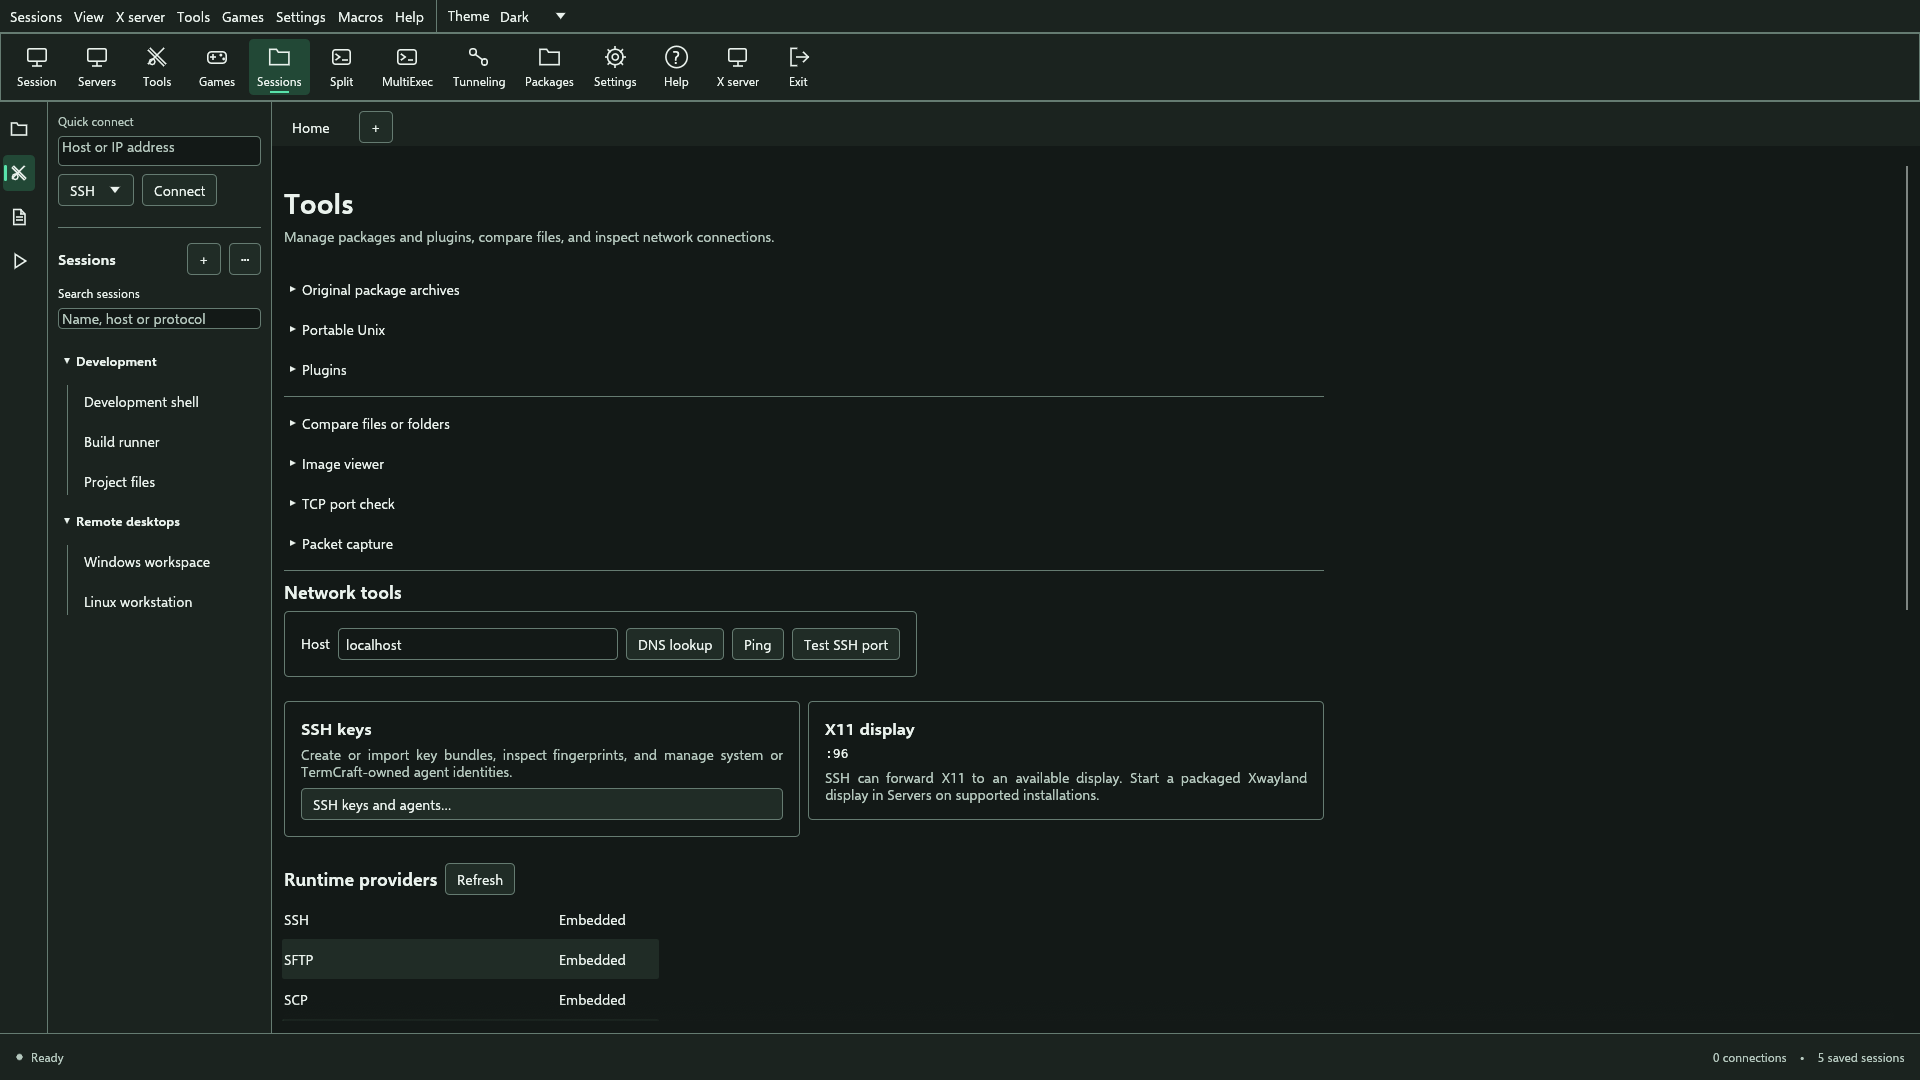 Sessions View X server Tools Games Settings Macros Help Theme Dark
Session Servers Tools Games Sessions Split MultiExec Tunneling Packages Settings Help X server Exit
Quick connect
Host or IP address
SSH Connect
Sessions + ...
Search sessions
Name, host or protocol
Development
Development shell
Build runner
Project files
Remote desktops
Windows workspace
Linux workstation
Home +
Tools
Manage packages and plugins, compare files, and inspect network connections.
Original package archives
Portable Unix
Plugins
Compare files or folders
Image viewer
TCP port check
Packet capture
Network tools
Host localhost DNS lookup Ping Test SSH port
SSH keys
Create or import key bundles, inspect fingerprints, and manage system or
TermCraft-owned agent identities.
SSH keys and agents...
X11 display
:96
SSH can forward X11 to an available display. Start a packaged Xwayland
display in Servers on supported installations.
Runtime providers Refresh
SSH Embedded
SFTP Embedded
SCP Embedded
Ready
0 connections • 5 saved sessions